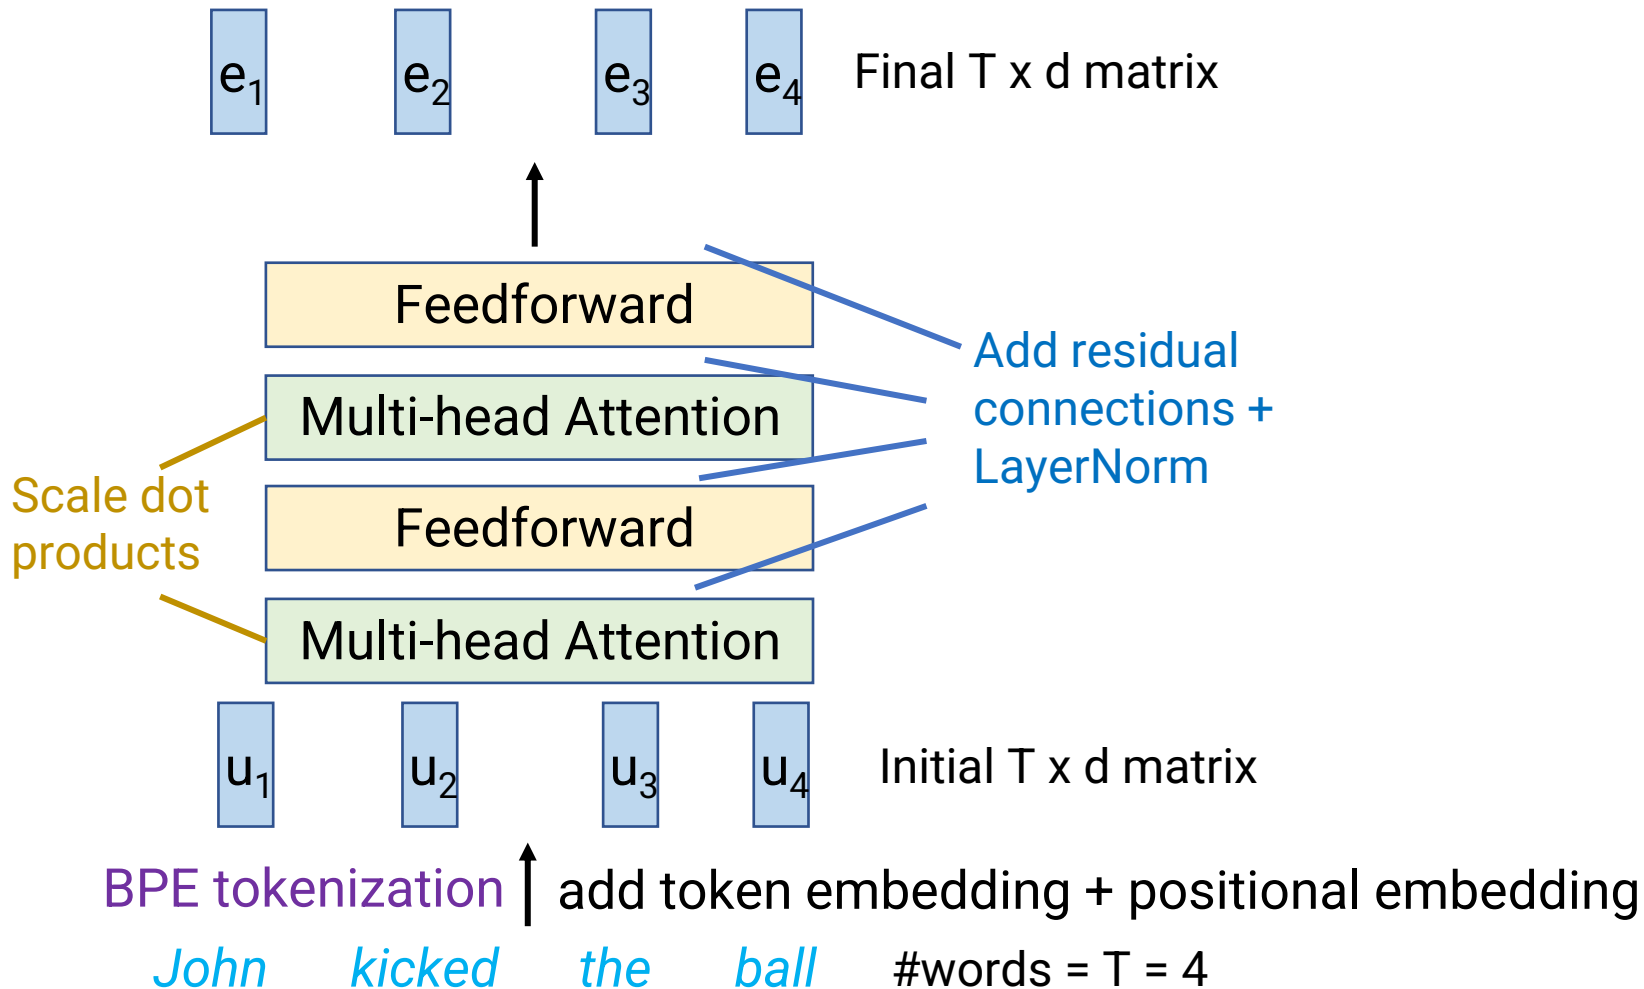 e1 e2 e3 e4 Final T x d matrix
Feedforward
Add residual
connections +
LayerNorm
Multi-head Attention
Scale dot
products
Feedforward
Multi-head Attention
u1 u2 u3 u4 Initial T x d matrix
BPE tokenization add token embedding + positional embedding
John kicked the ball #words = T = 4